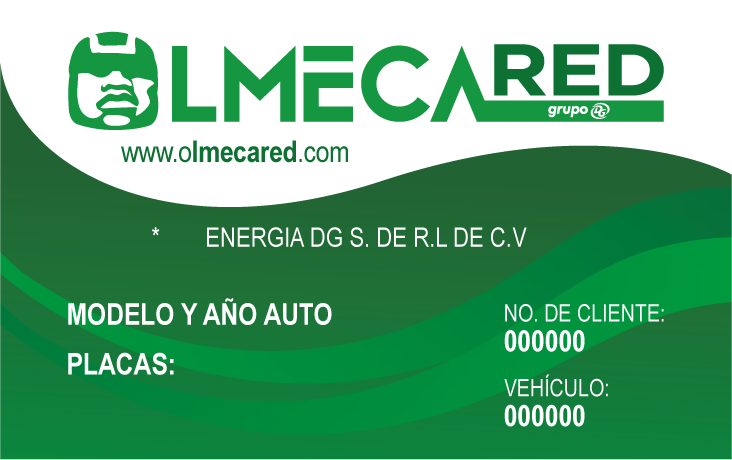 OLMECARED
grupo DG
www.olmecared.com
* ENERGIA DG S. DE R.L DE C.V
MODELO Y AÑO AUTO
PLACAS:
NO. DE CLIENTE:
000000
VEHÍCULO:
000000